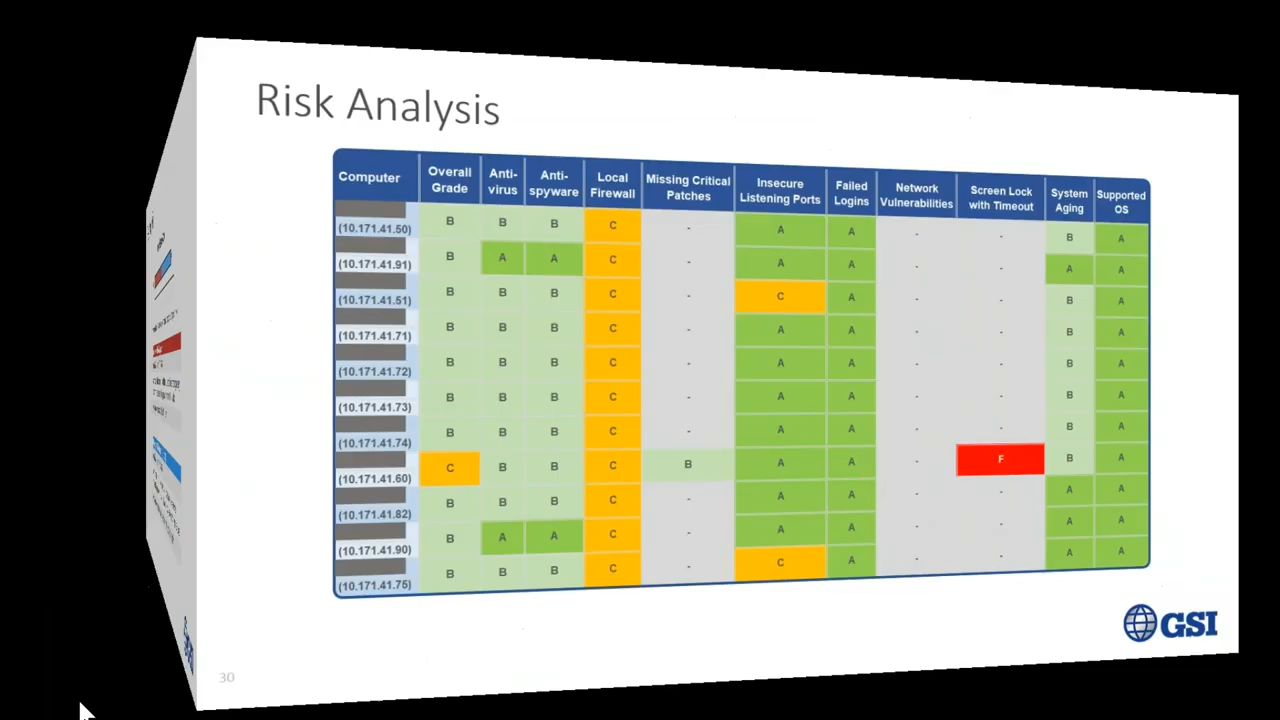 Risk Analysis
Computer Overall Grade Anti-virus Anti-spyware Local Firewall Missing Critical Patches Insecure Listening Ports Failed Logins Network Vulnerabilities Screen Lock with Timeout System Aging Supported OS
(10.171.41.50) B B B C - A A - - B A
(10.171.41.91) B A A C - A A - - A A
(10.171.41.51) B B B C - C A - - B A
(10.171.41.71) B B B C - A A - - B A
(10.171.41.72) B B B C - A A - - B A
(10.171.41.73) B B B C - A A - - B A
(10.171.41.74) B B B C - A A - - B A
(10.171.41.60) C B B C B A A - F B A
(10.171.41.82) B B B C - A A - - A A
(10.171.41.90) B A A C - A A - - A A
(10.171.41.75) B B B C - C A - - A A
GSI
30